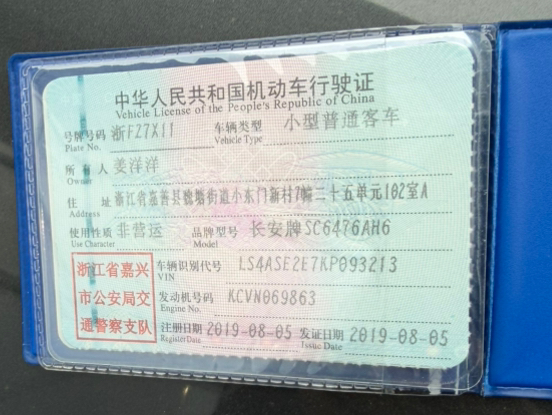 中华人民共和国机动车行驶证
Vehicle License of the People's Republic of China
号牌号码 浙F27X11 车辆类型 小型普通客车
Plate No. Vehicle Type
所有人 姜洋洋
Owner
住址 浙江省嘉善县魏塘街道小东门新村7幢二十五单元102室A
Address
使用性质 非营运 品牌型号 长安牌SC6476AH6
Use Character Model
浙江省嘉兴
市公安局交
通警察支队
车辆识别代号 LS4ASE2E7KP093213
VIN
发动机号码 KCVN069863
Engine No.
注册日期 2019-08-05 发证日期 2019-08-05
Register Date Issue Date